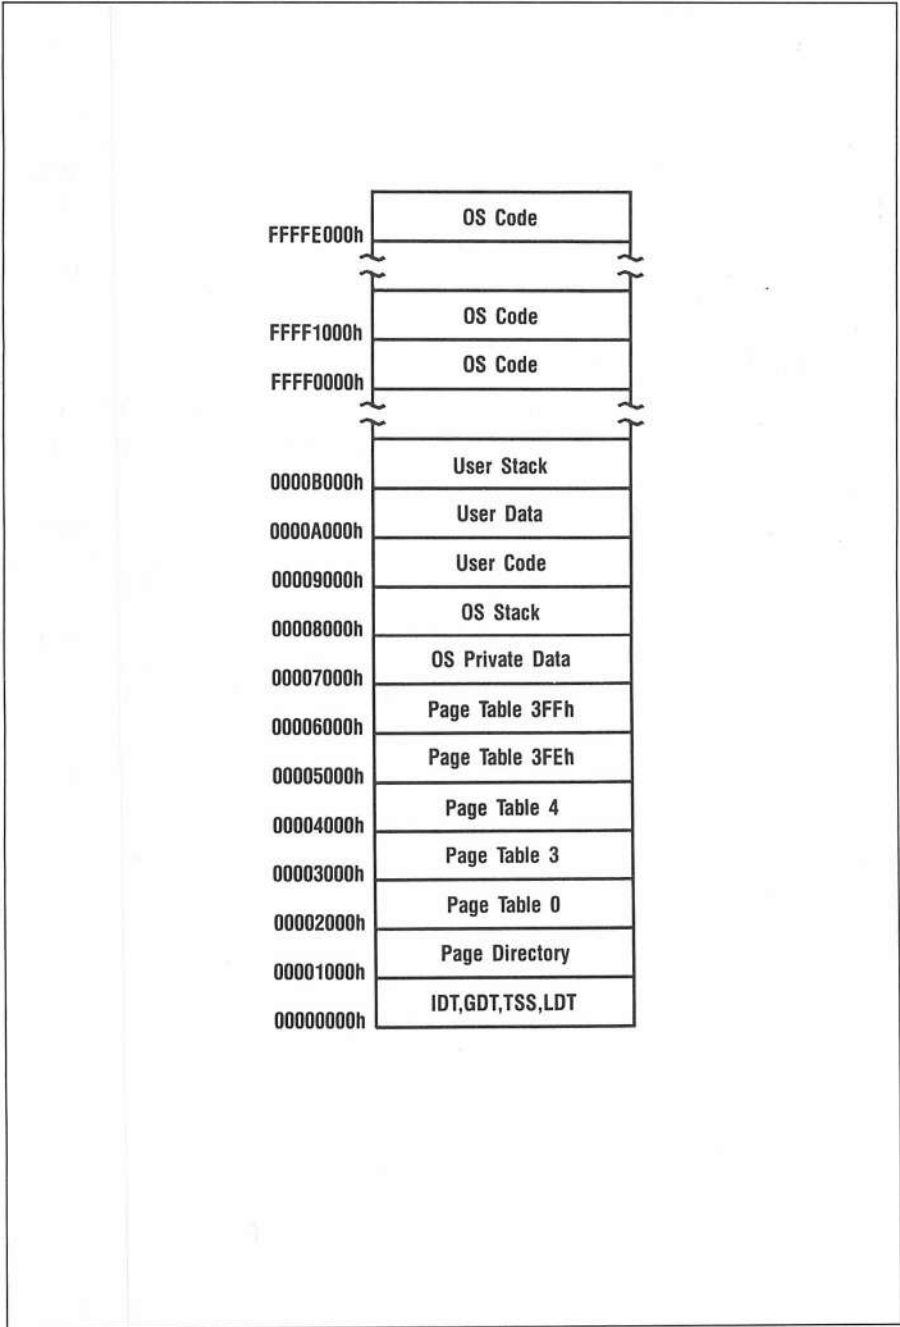 OS Code
FFFFE000h
OS Code
FFFF1000h
OS Code
FFFF0000h
User Stack
0000B000h
User Data
0000A000h
User Code
00009000h
OS Stack
00008000h
OS Private Data
00007000h
Page Table 3FFh
00006000h
Page Table 3FEh
00005000h
Page Table 4
00004000h
Page Table 3
00003000h
Page Table 0
00002000h
Page Directory
00001000h
IDT,GDT,TSS,LDT
00000000h